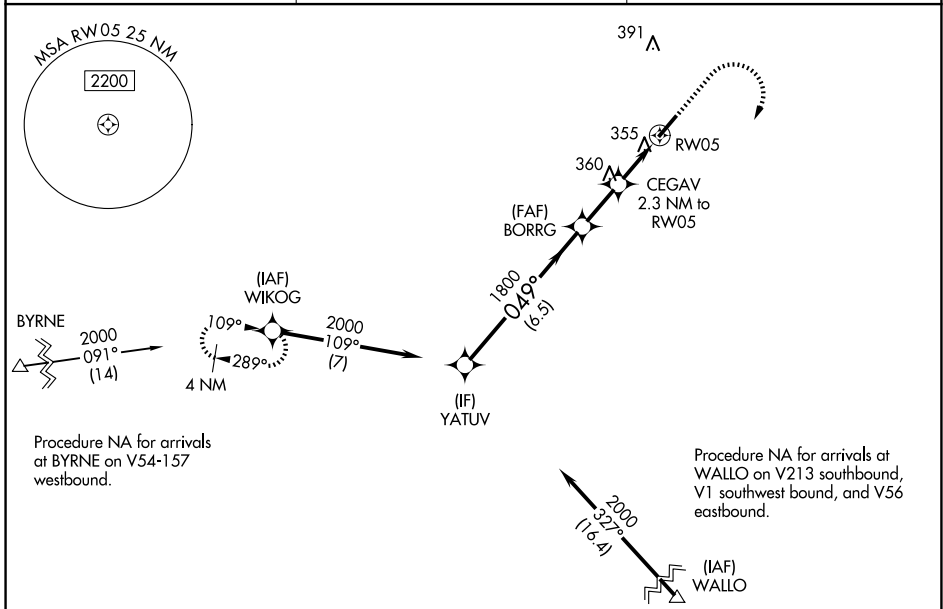 MSA RW05 25 NM
2200
391
355
RW05
360
CEGAV
2.3 NM to
RW05
(FAF)
BORRG
1800
049°
(6.5)
(IAF)
WIKOG
BYRNE
2000
091°
(14)
109°
289°
4 NM
2000
109°
(7)
(IF)
YATUV
Procedure NA for arrivals
at BYRNE on V54-157
westbound.
Procedure NA for arrivals at
WALLO on V213 southbound,
V1 southwest bound, and V56
eastbound.
2000
327°
(16.4)
(IAF)
WALLO